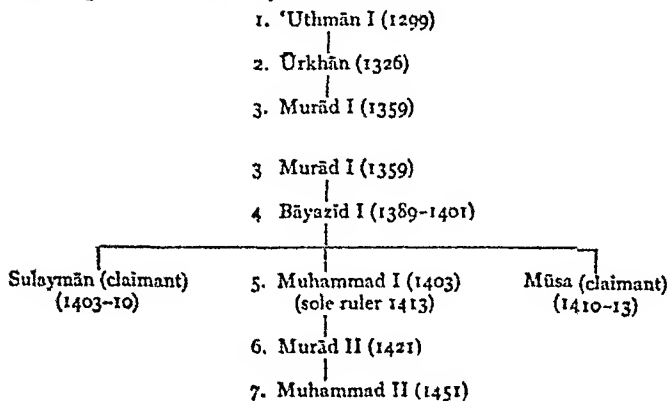 1. ‘Uthmān I (1299)
2. Ūrkhān (1326)
3. Murād I (1359)
3 Murād I (1359)
4 Bāyazīd I (1389-1401)
Sulaymān (claimant) 5. Muhammad I (1403) Mūsa (claimant)
(1403-10) (sole ruler 1413) (1410-13)
6. Murād II (1421)
7. Muhammad II (1451)